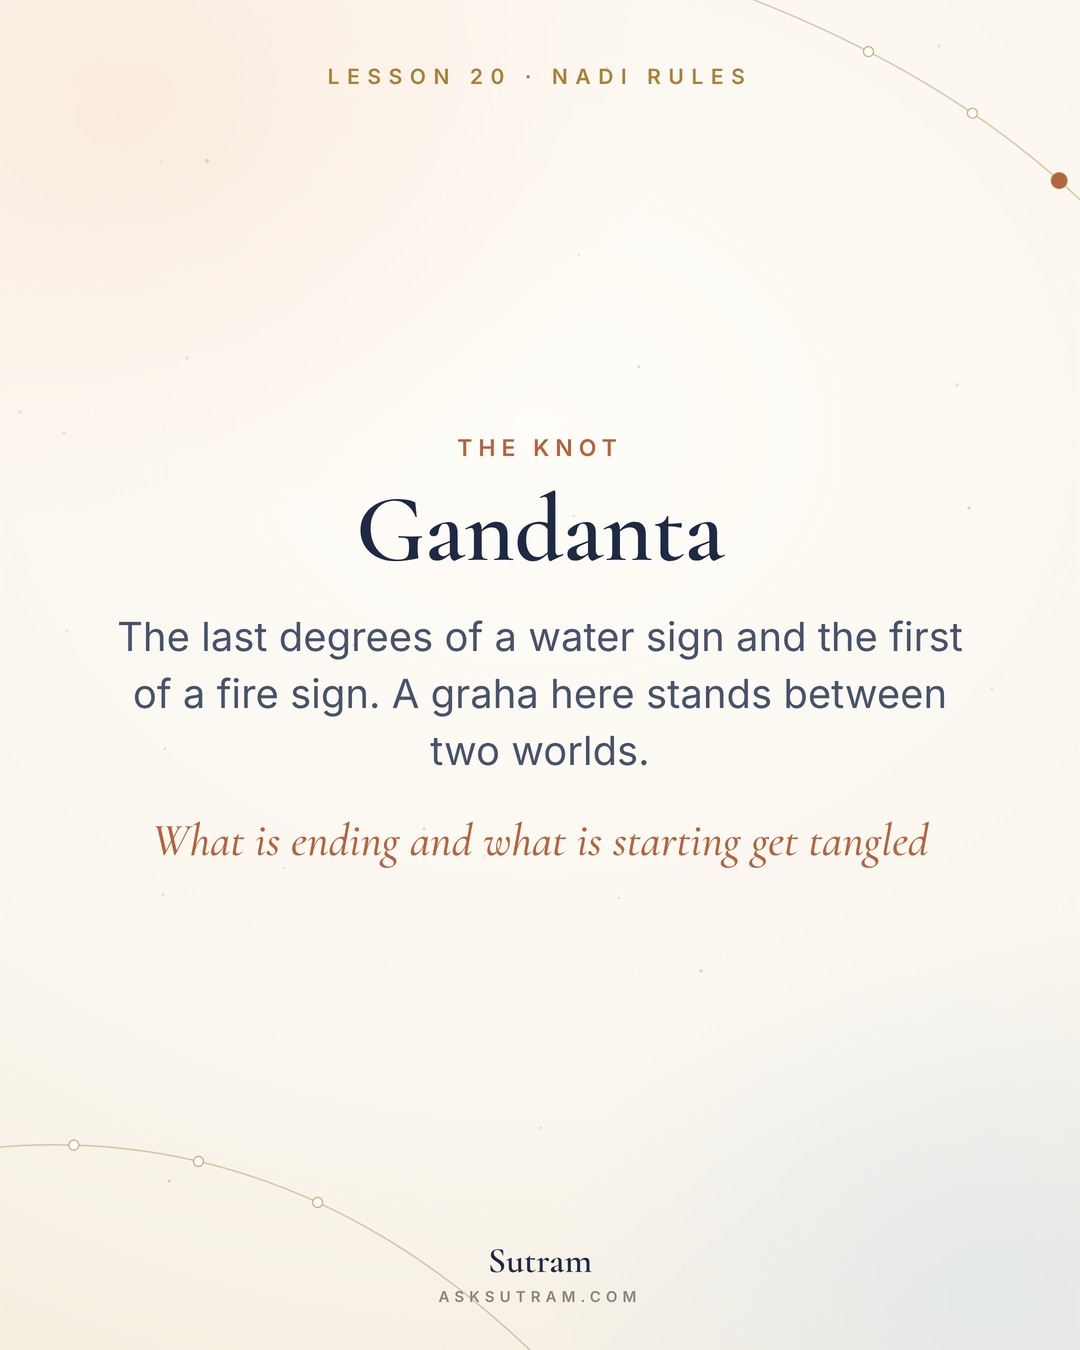 LESSON 20 · NADI RULES
THE KNOT
Gandanta
The last degrees of a water sign and the first
of a fire sign. A graha here stands between
two worlds.
What is ending and what is starting get tangled
Sutram
ASKSUTRAM.COM